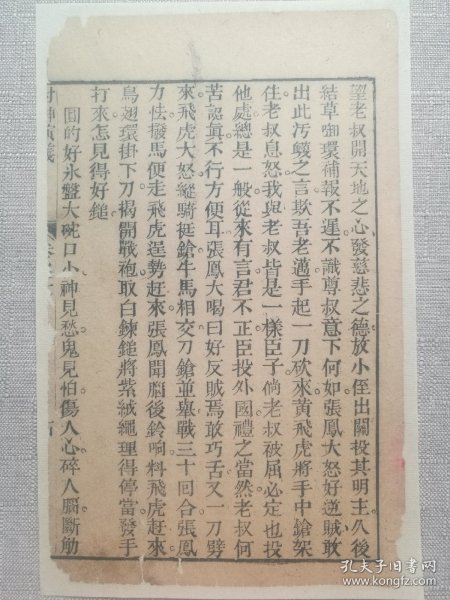 望老叔開天地之心發慈悲之德放小侄出關投其明主久後
結草啣環補報不遲不識尊叔意下何如張鳳大怒好逆賊敢
出此污衊之言欺吾老邁手起一刀砍來黃飛虎將手中鎗架
住老叔息怒我與老叔皆是一樣臣子倘老叔被屈必定也投
他處總是一般從來有言君不正臣投外國禮之當然老叔何
苦認眞不行方便耳張鳳大喝曰好反賊焉敢巧舌又一刀劈
來飛虎大怒縱騎挺鎗牛馬相交刀鎗並舉戰三十回合張鳳
力怯撥馬便走飛虎逞勢赶來張鳳聞腦後鈴响料飛虎赶來
鳥翅環掛下刀揭開戰袍取白鍊鎚將紫絨繩理得停當發手
打來怎見得好鎚
圓的好氷盤大碗口小神見愁鬼見怕傷人心碎人腦斷觔
封神演義
孔夫子旧书网
www.kongfz.com